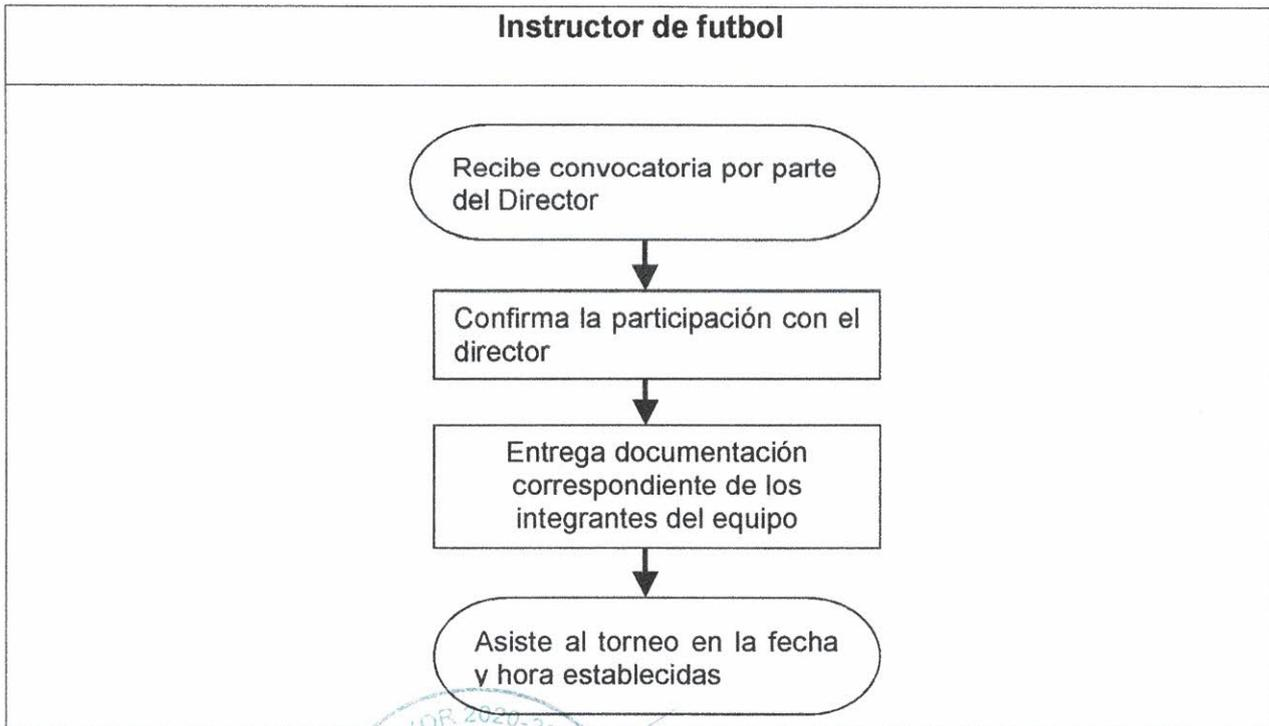 Instructor de futbol
Recibe convocatoria por parte
del Director
Confirma la participación con el
director
Entrega documentación
correspondiente de los
integrantes del equipo
Asiste al torneo en la fecha
y hora establecidas